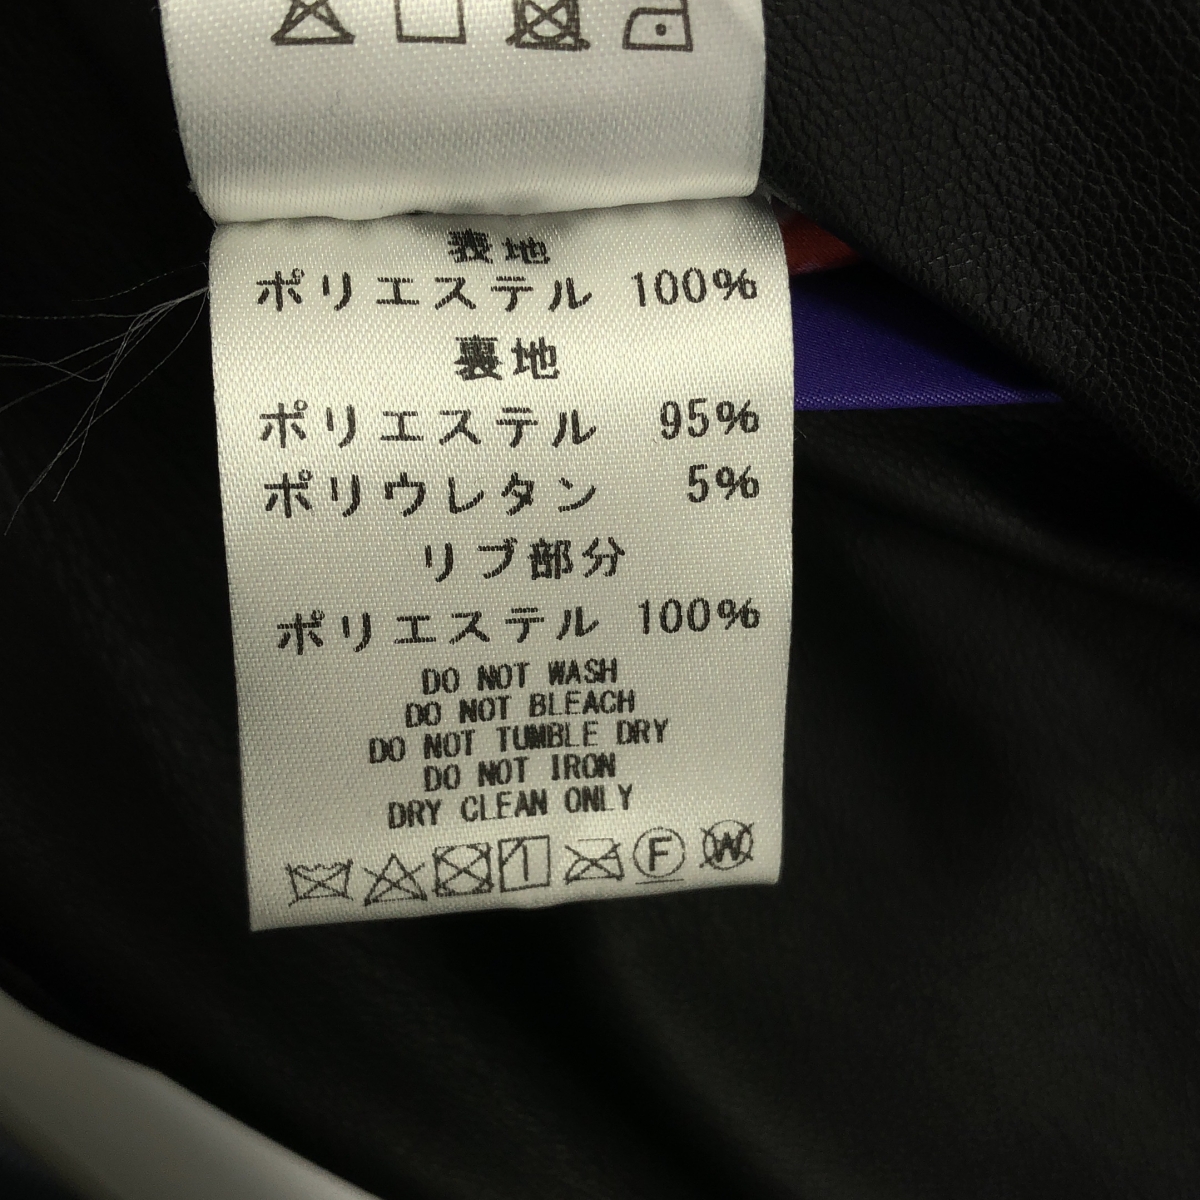 表地
ポリエステル 100%
裏地
ポリエステル 95%
ポリウレタン 5%
リブ部分
ポリエステル 100%
DO NOT WASH
DO NOT BLEACH
DO NOT TUMBLE DRY
DO NOT IRON
DRY CLEAN ONLY
F W